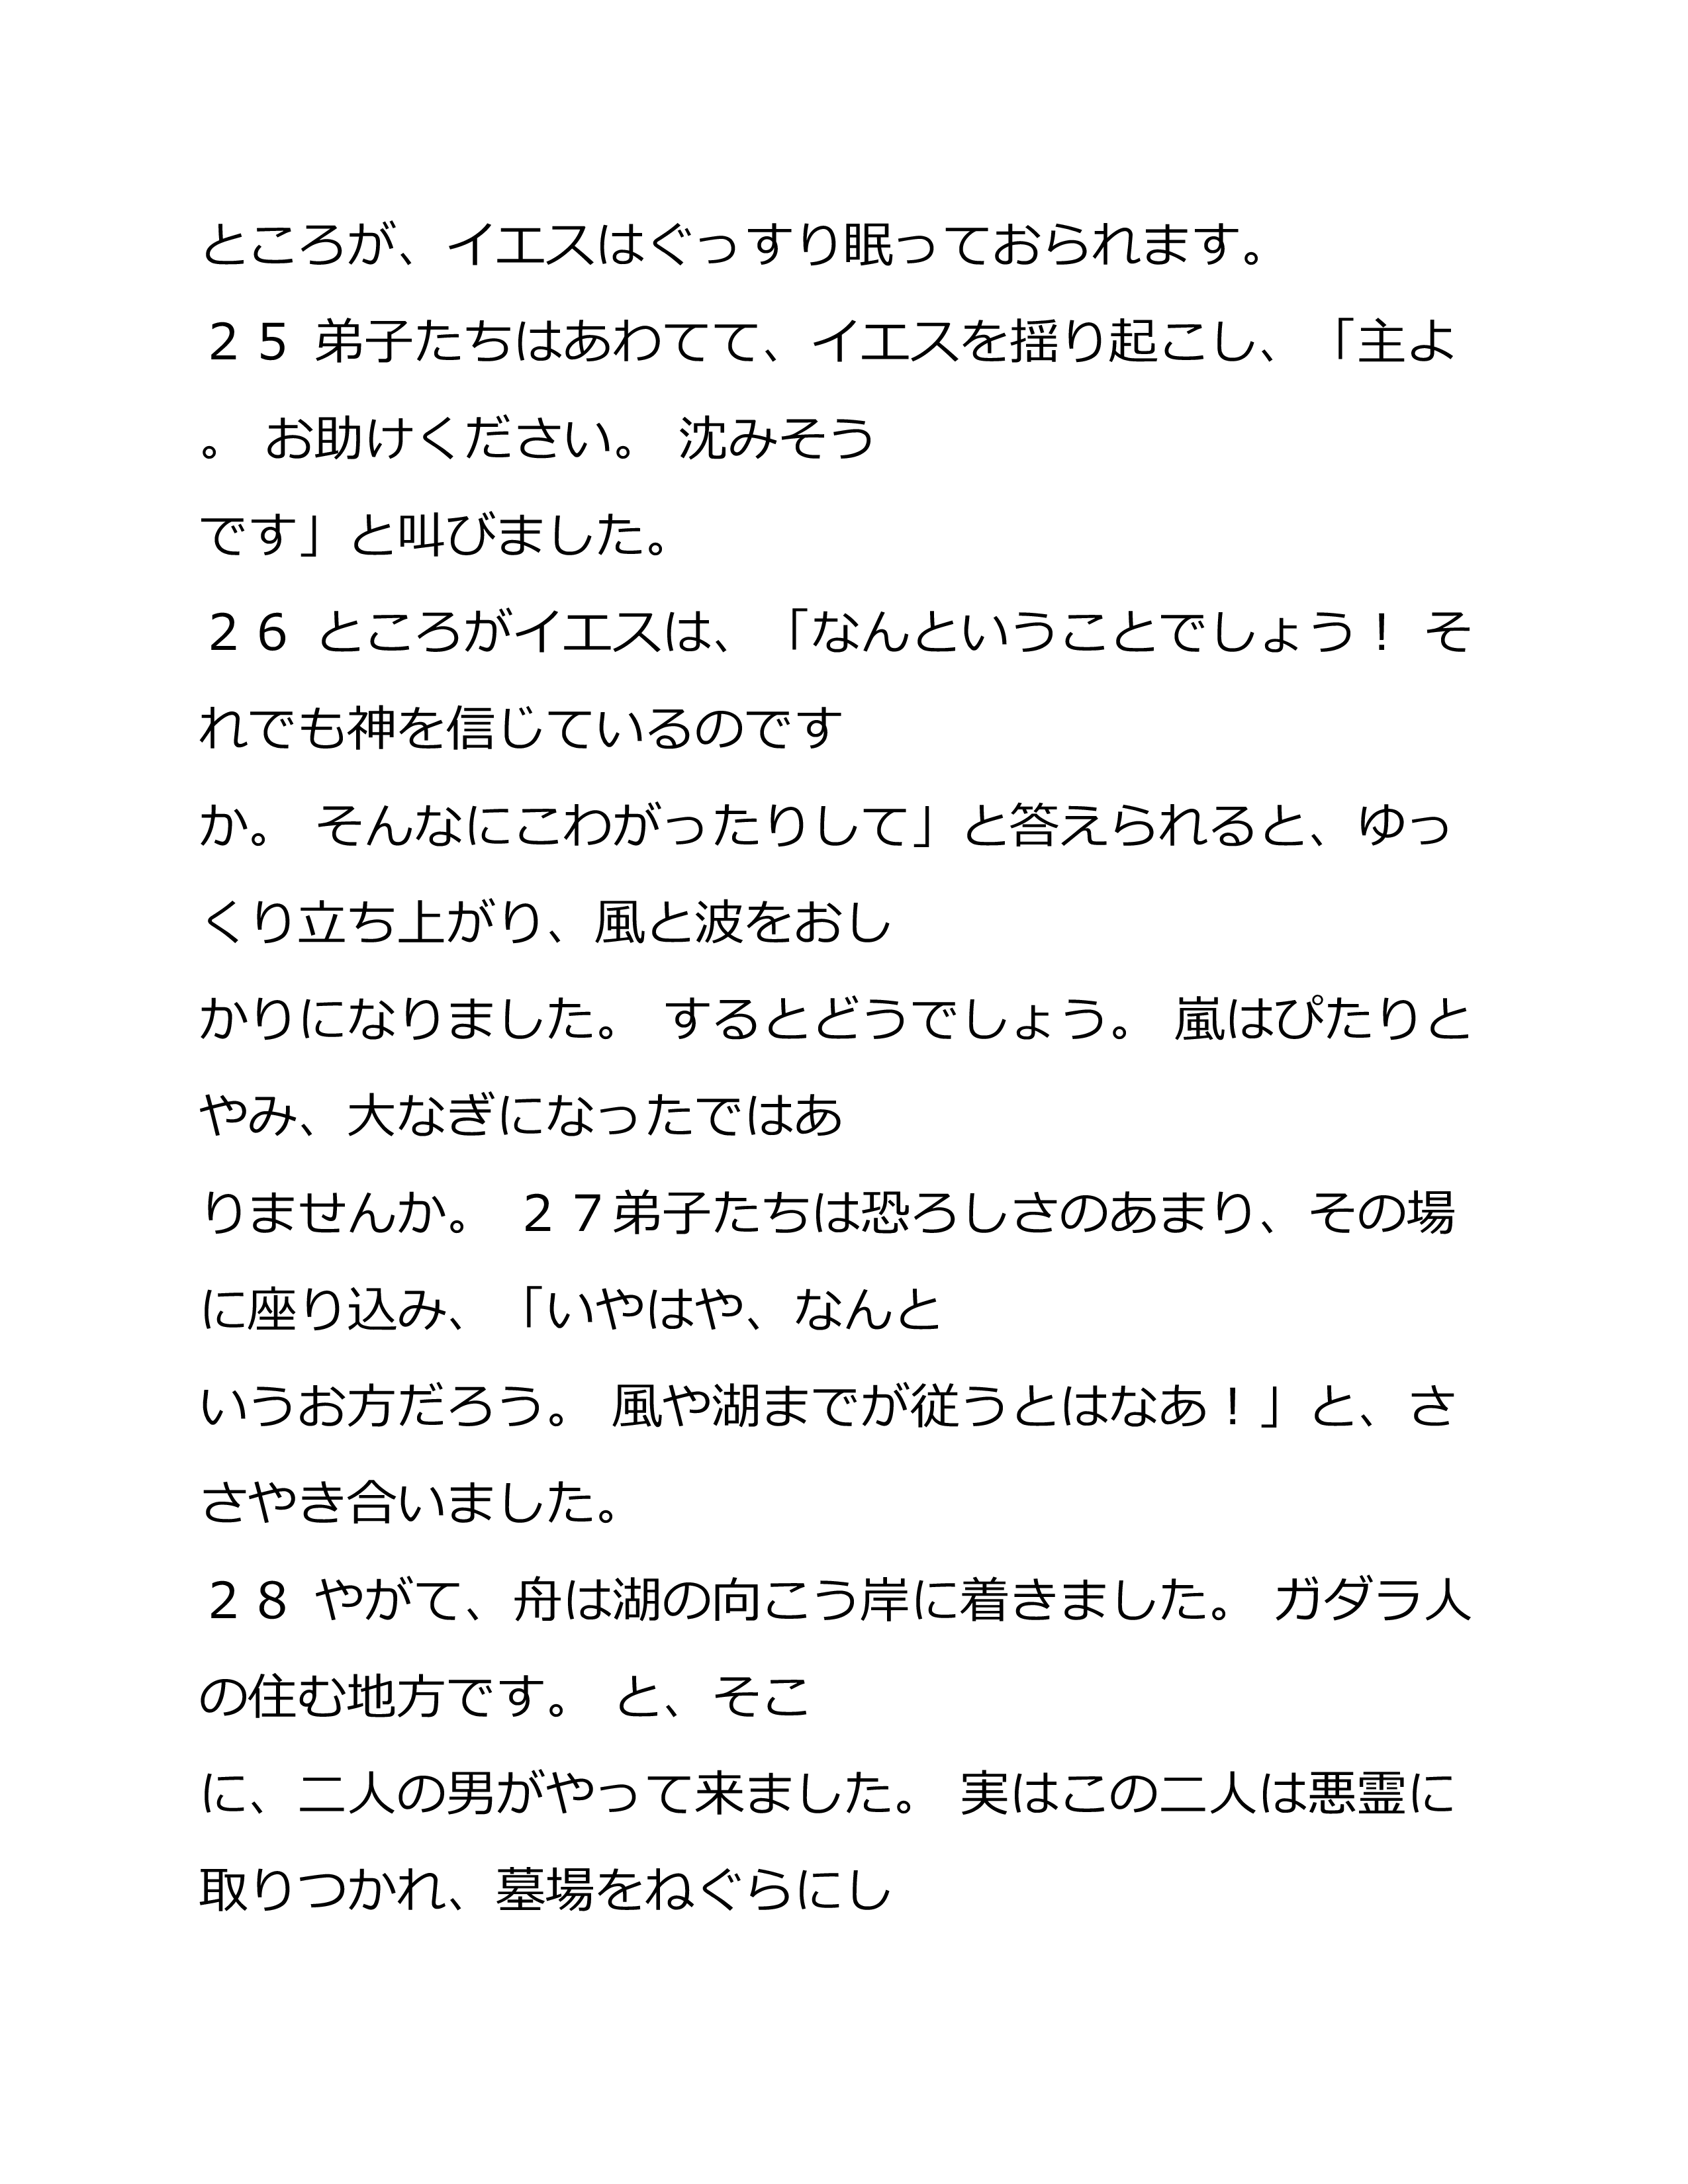 ところが、イエスはぐっすり眠っておられます。
２５ 弟子たちはあわてて、イエスを揺り起こし、「主よ
。 お助けください。 沈みそう
です」と叫びました。
２６ ところがイエスは、「なんということでしょう！ そ
れでも神を信じているのです
か。 そんなにこわがったりして」と答えられると、ゆっ
くり立ち上がり、風と波をおし
かりになりました。 するとどうでしょう。 嵐はぴたりと
やみ、大なぎになったではあ
りませんか。 ２７弟子たちは恐ろしさのあまり、その場
に座り込み、「いやはや、なんと
いうお方だろう。 風や湖までが従うとはなあ！」と、さ
さやき合いました。
２８ やがて、舟は湖の向こう岸に着きました。 ガダラ人
の住む地方です。 と、そこ
に、二人の男がやって来ました。 実はこの二人は悪霊に
取りつかれ、墓場をねぐらにし